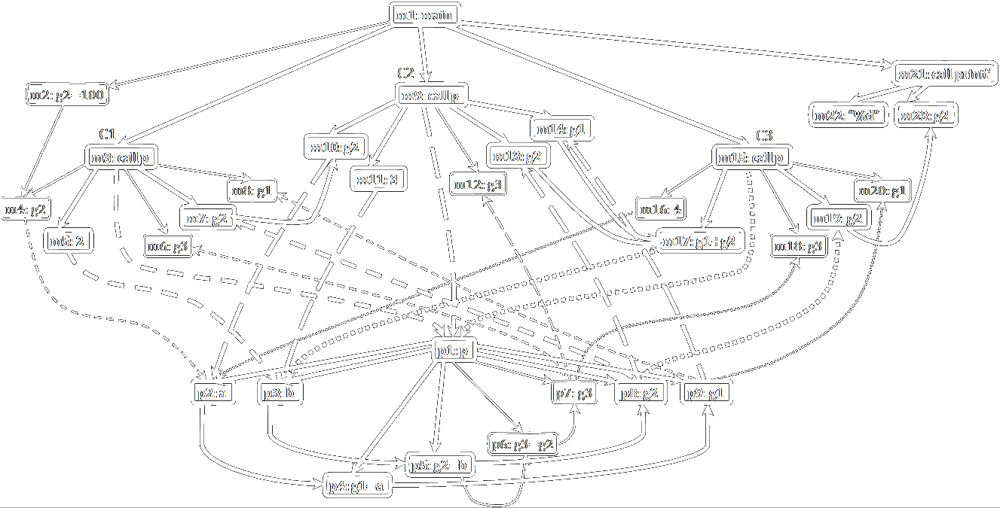 m1: main
C2
m21: call printf
m2: g2=100
m9: call p
m22: "%d"
m23: g2
C1
m14: g1
C3
m3: call p
m10: g2
m13: g2
m15: call p
m11: 3
m12: g3
m8: g1
m20: g1
m4: g2
m7: g2
m16: 4
m19: g2
m5: 2
m6: g3
m17: g1+g2
m18: g3
p1: p
p2: a
p3: b
p7: g3
p8: g2
p9: g1
p6: g3=g2
p5: g2=b
p4: g1=a